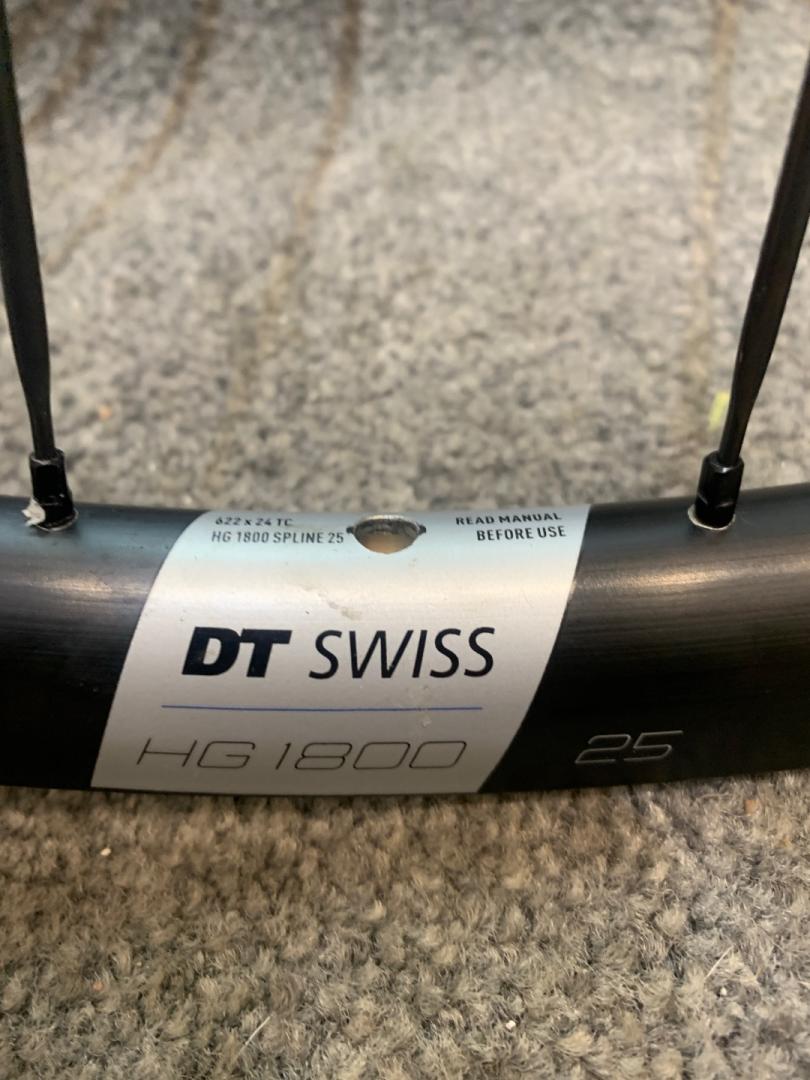 622 x 24 TC
HG 1800 SPLINE 25
READ MANUAL
BEFORE USE
DT SWISS
HG 1800
25